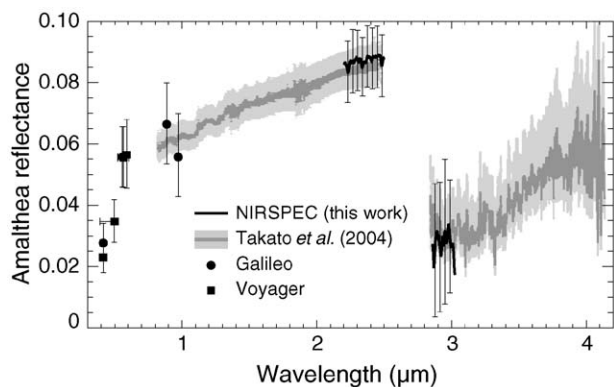 0.10
0.08
0.06
0.04
0.02
0
Amalthea reflectance
NIRSPEC (this work)
Takato et al. (2004)
Galileo
Voyager
1 2 3 4
Wavelength (μm)